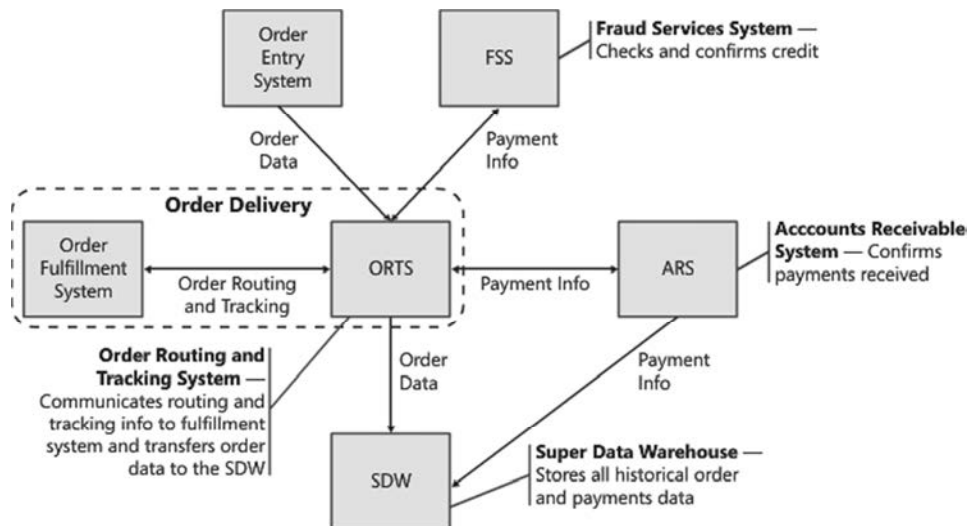 Order
Entry
System
FSS
Fraud Services System —
Checks and confirms credit
Order
Data
Payment
Info
Order Delivery
Order
Fulfillment
System
Order Routing
and Tracking
ORTS
Payment Info
ARS
Acccounts Receivable
System — Confirms
payments received
Order Routing and
Tracking System —
Communicates routing and
tracking info to fulfillment
system and transfers order
data to the SDW
Order
Data
Payment
Info
SDW
Super Data Warehouse —
Stores all historical order
and payments data